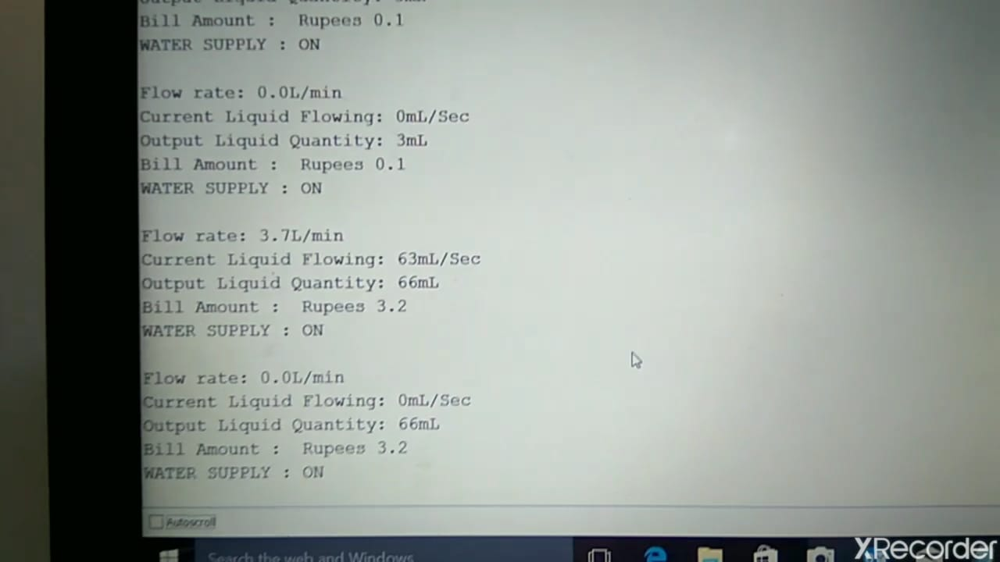 Output Liquid Quantity: 3mL
Bill Amount :  Rupees 0.1
WATER SUPPLY : ON
Flow rate: 0.0L/min
Current Liquid Flowing: 0mL/Sec
Output Liquid Quantity: 3mL
Bill Amount :  Rupees 0.1
WATER SUPPLY : ON
Flow rate: 3.7L/min
Current Liquid Flowing: 63mL/Sec
Output Liquid Quantity: 66mL
Bill Amount :  Rupees 3.2
WATER SUPPLY : ON
Flow rate: 0.0L/min
Current Liquid Flowing: 0mL/Sec
Output Liquid Quantity: 66mL
Bill Amount :  Rupees 3.2
WATER SUPPLY : ON
Autoscroll
Search the web and Windows
XRecorder